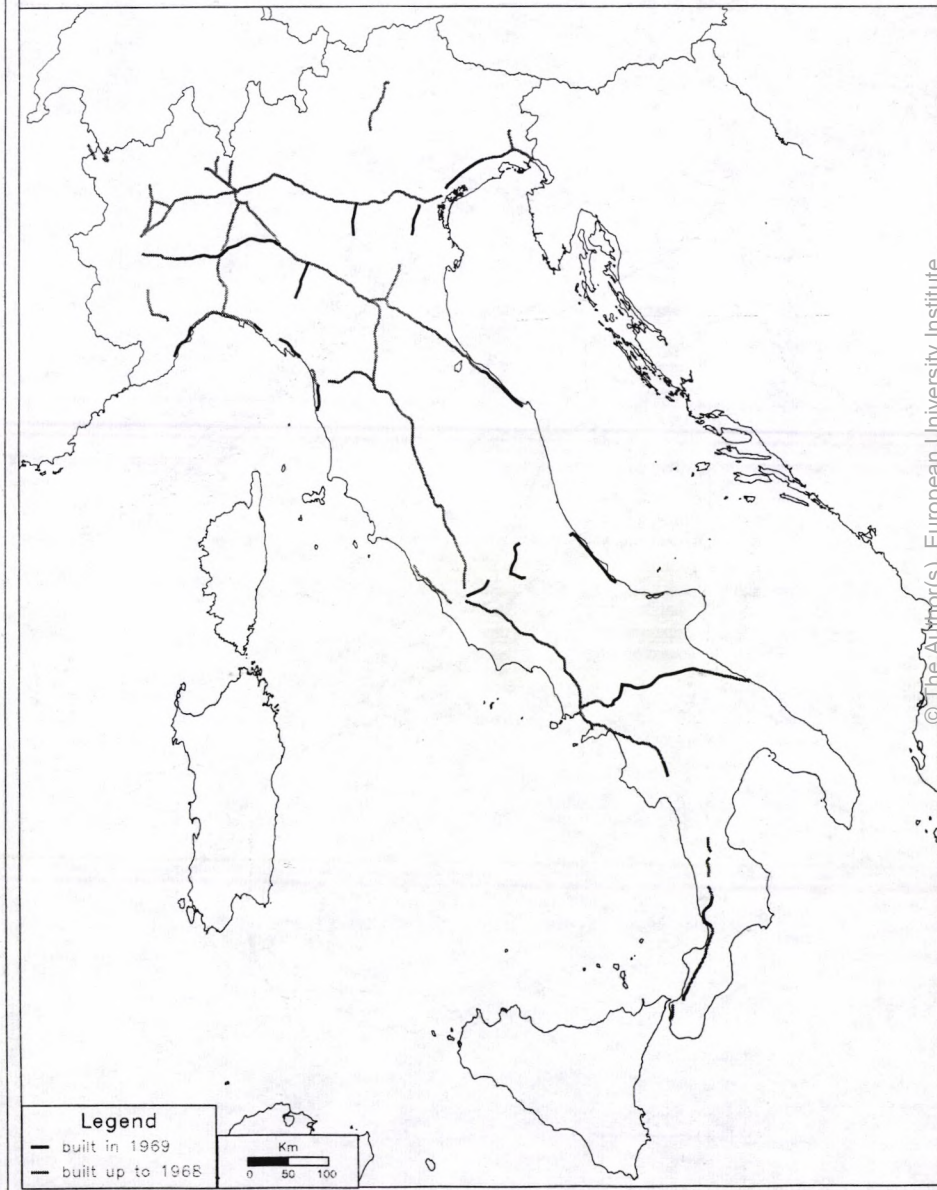 © The Author(s). European University Institute.
Legend
built in 1969
built up to 1968
Km
0 50 100